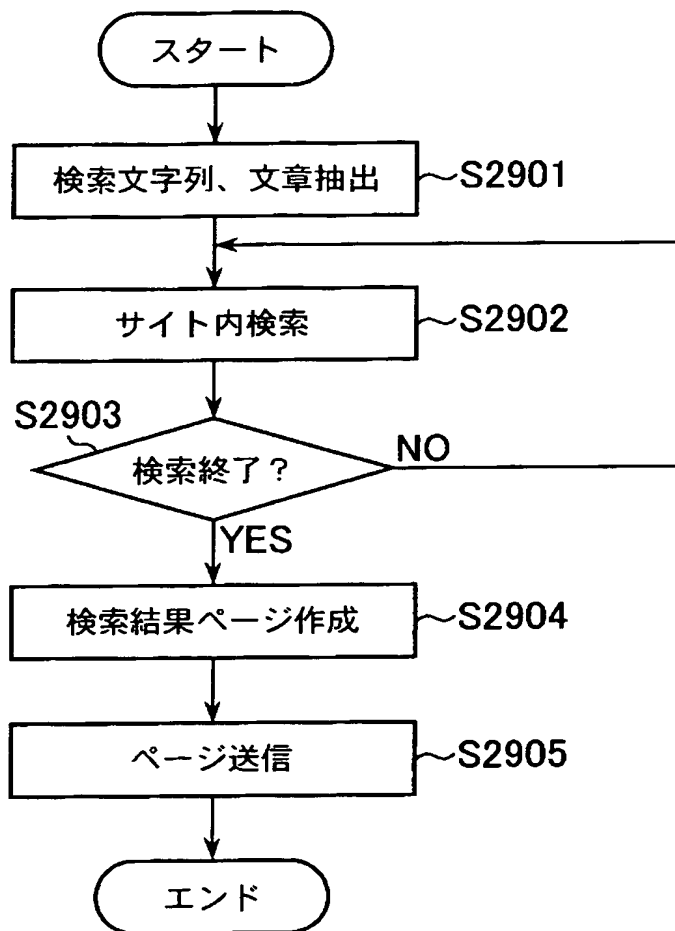 スタート
検索文字列、文章抽出
S2901
サイト内検索
S2902
S2903
検索終了？
NO
YES
検索結果ページ作成
S2904
ページ送信
S2905
エンド